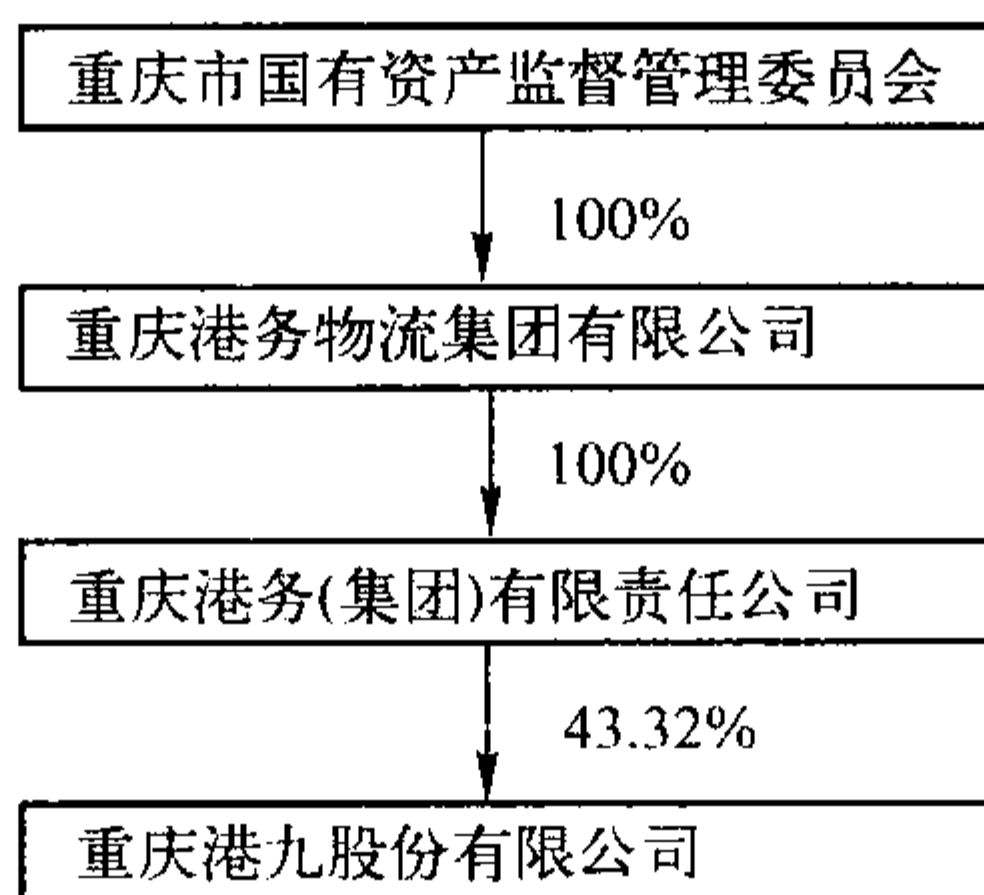 重庆市国有资产监督管理委员会
100%
重庆港务物流集团有限公司
100%
重庆港务(集团)有限责任公司
43.32%
重庆港九股份有限公司